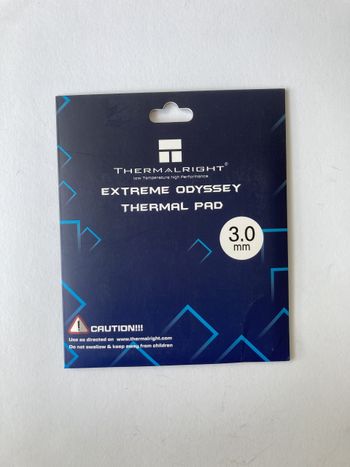 THERMALRIGHT®
low Temperature high Performance
EXTREME ODYSSEY
THERMAL PAD
3.0
mm
CAUTION!!!
Use as directed on www.thermalright.com
Do not swallow & keep away from children